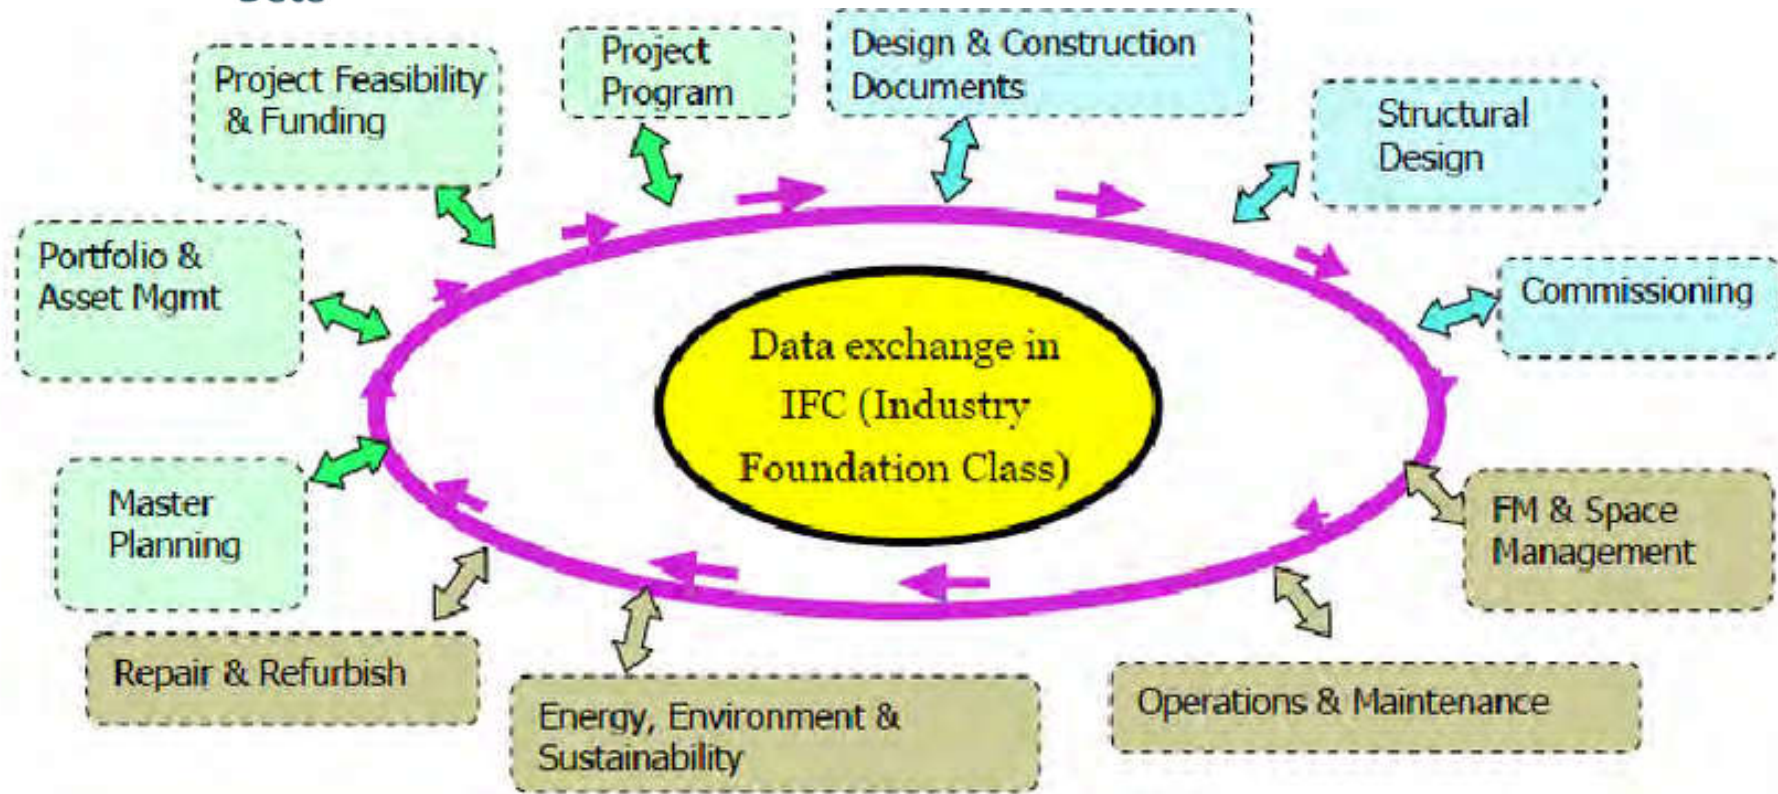 Project Feasibility
& Funding
Project
Program
Design & Construction
Documents
Structural
Design
Portfolio &
Asset Mgmt
Commissioning
Data exchange in
IFC (Industry
Foundation Class)
Master
Planning
FM & Space
Management
Repair & Refurbish
Energy, Environment &
Sustainability
Operations & Maintenance